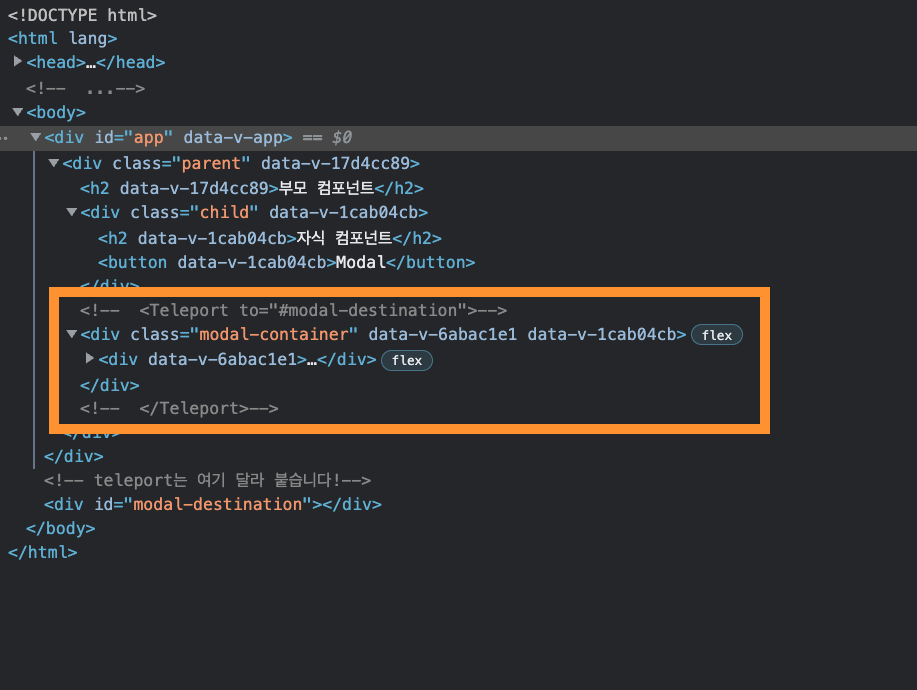 <!DOCTYPE html>
<html lang>
<head>…</head>
<!--  ...-->
<body>
<div id="app" data-v-app> == $0
<div class="parent" data-v-17d4cc89>
<h2 data-v-17d4cc89>부모 컴포넌트</h2>
<div class="child" data-v-1cab04cb>
<h2 data-v-1cab04cb>자식 컴포넌트</h2>
<button data-v-1cab04cb>Modal</button>
</div>
<!--  <Teleport to="#modal-destination">-->
<div class="modal-container" data-v-6abac1e1 data-v-1cab04cb> flex
<div data-v-6abac1e1>…</div> flex
</div>
<!--  </Teleport>-->
</div>
</div>
<!-- teleport는 여기 달라 붙습니다!-->
<div id="modal-destination"></div>
</body>
</html>